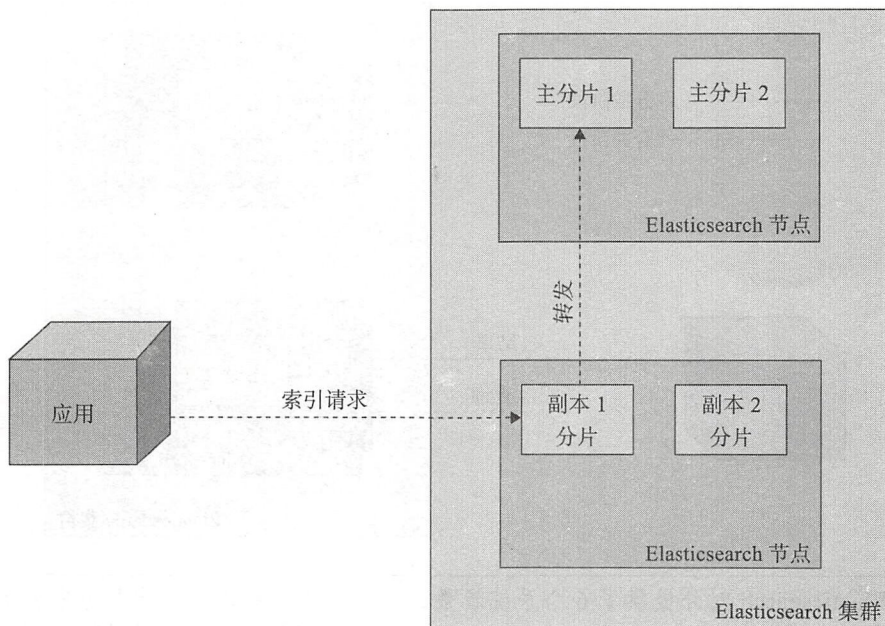 主分片 1
主分片 2
Elasticsearch 节点
转发
应用
索引请求
副本 1
分片
副本 2
分片
Elasticsearch 节点
Elasticsearch 集群